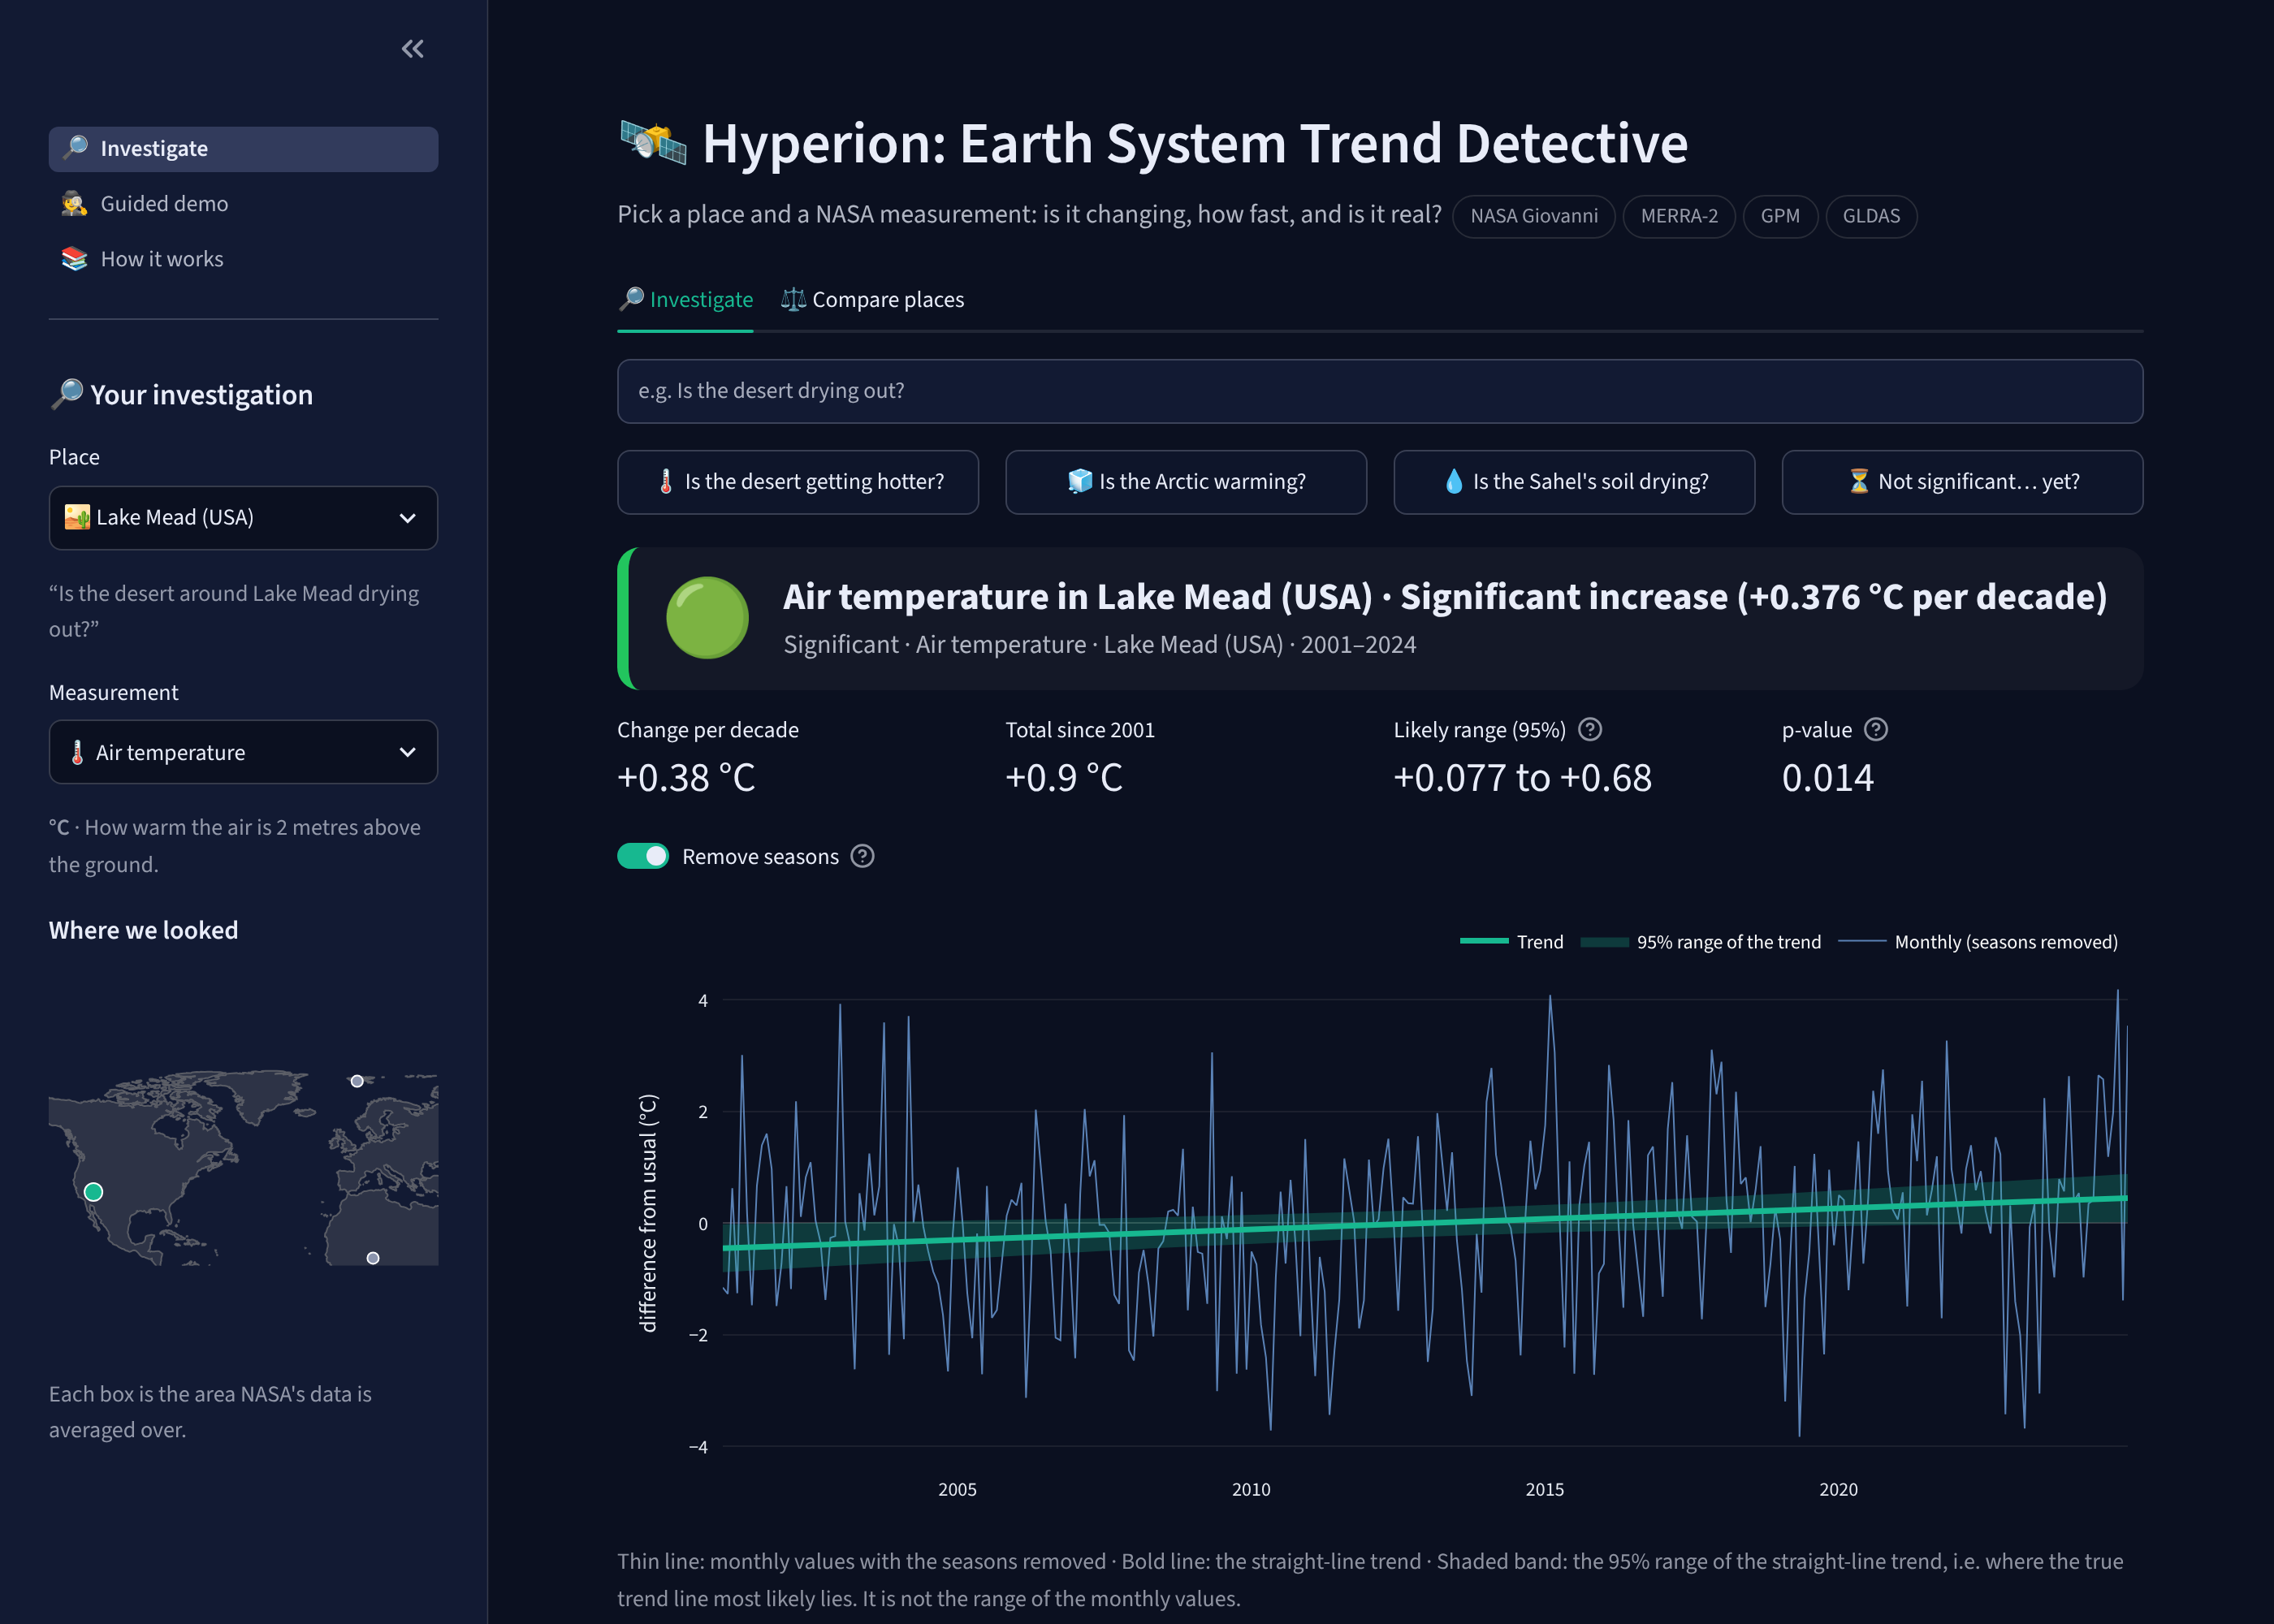 Investigate
Guided demo
How it works
Your investigation
Place
Lake Mead (USA)
“Is the desert around Lake Mead drying
out?”
Measurement
Air temperature
°C · How warm the air is 2 metres above
the ground.
Where we looked
Each box is the area NASA's data is
averaged over.
Hyperion: Earth System Trend Detective
Pick a place and a NASA measurement: is it changing, how fast, and is it real? NASA Giovanni MERRA-2 GPM GLDAS
Investigate Compare places
e.g. Is the desert drying out?
Is the desert getting hotter? Is the Arctic warming? Is the Sahel's soil drying? Not significant… yet?
Air temperature in Lake Mead (USA) · Significant increase (+0.376 °C per decade)
Significant · Air temperature · Lake Mead (USA) · 2001–2024
Change per decade Total since 2001 Likely range (95%) p-value
+0.38 °C +0.9 °C +0.077 to +0.68 0.014
Remove seasons
Trend 95% range of the trend Monthly (seasons removed)
difference from usual (°C)
4
2
0
−2
−4
2005 2010 2015 2020
Thin line: monthly values with the seasons removed · Bold line: the straight-line trend · Shaded band: the 95% range of the straight-line trend, i.e. where the true
trend line most likely lies. It is not the range of the monthly values.